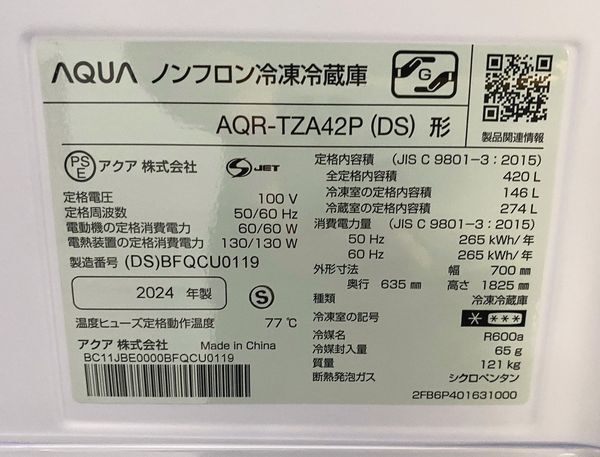 AQUA ノンフロン冷凍冷蔵庫
G
AQR-TZA42P (DS) 形
製品関連情報
PS
E
アクア 株式会社
S JET
定格電圧 100 V
定格周波数 50/60 Hz
電動機の定格消費電力 60/60 W
電熱装置の定格消費電力 130/130 W
製造番号 (DS)BFQCU0119
2024 年製
S
温度ヒューズ定格動作温度 77℃
アクア 株式会社 Made in China
BC11JBE0000BFQCU0119
定格内容積 (JIS C 9801-3 : 2015)
全定格内容積 420 L
冷凍室の定格内容積 146 L
冷蔵室の定格内容積 274 L
消費電力量 (JIS C 9801-3 : 2015)
50 Hz 265 kWh/年
60 Hz 265 kWh/年
外形寸法 幅 700 mm
奥行 635 mm 高さ 1825 mm
種類 冷凍冷蔵庫
冷凍室の記号 * ***
冷媒名 R600a
冷媒封入量 65 g
質量 121 kg
断熱発泡ガス シクロペンタン
2FB6P401631000